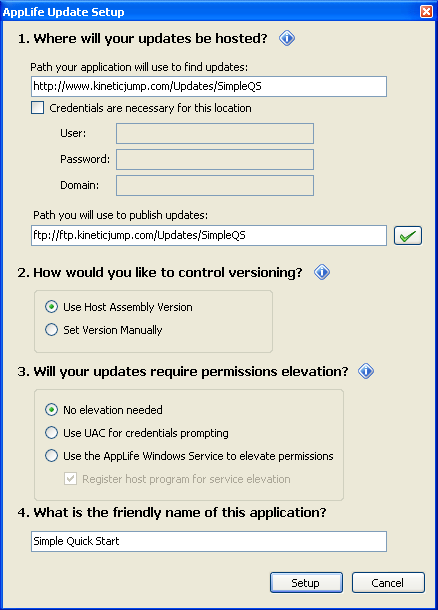 AppLife Update Setup
1. Where will your updates be hosted?
Path your application will use to find updates:
http://www.kineticjump.com/Updates/SimpleQS
Credentials are necessary for this location
User:
Password:
Domain:
Path you will use to publish updates:
ftp://ftp.kineticjump.com/Updates/SimpleQS
2. How would you like to control versioning?
Use Host Assembly Version
Set Version Manually
3. Will your updates require permissions elevation?
No elevation needed
Use UAC for credentials prompting
Use the AppLife Windows Service to elevate permissions
Register host program for service elevation
4. What is the friendly name of this application?
Simple Quick Start
Setup Cancel